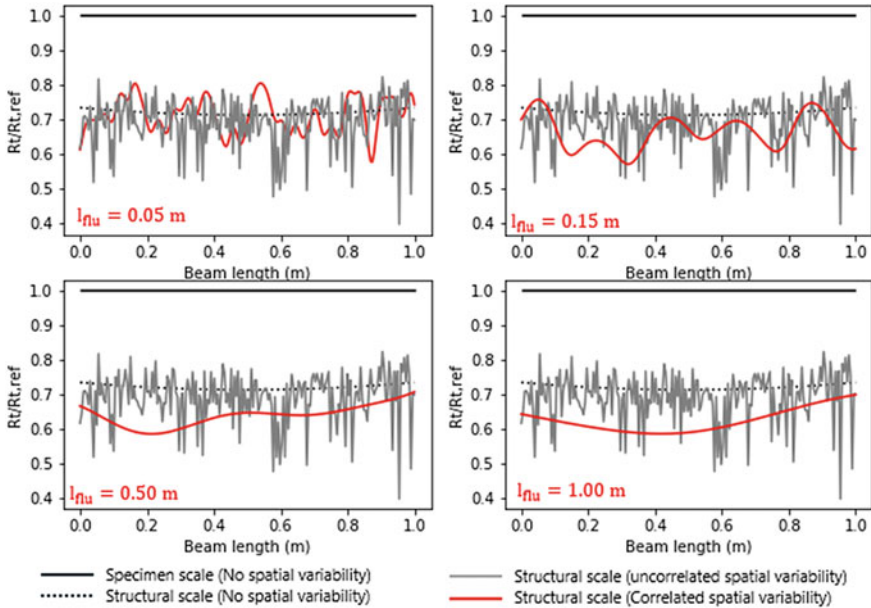 1.0
0.9
0.8
0.7
0.6
0.5
0.4
Rt/Rt,ref
l_flu = 0.05 m
0.0 0.2 0.4 0.6 0.8 1.0
Beam length (m)
1.0
0.9
0.8
0.7
0.6
0.5
0.4
Rt/Rt,ref
l_flu = 0.15 m
0.0 0.2 0.4 0.6 0.8 1.0
Beam length (m)
1.0
0.9
0.8
0.7
0.6
0.5
0.4
Rt/Rt,ref
l_flu = 0.50 m
0.0 0.2 0.4 0.6 0.8 1.0
Beam length (m)
1.0
0.9
0.8
0.7
0.6
0.5
0.4
Rt/Rt,ref
l_flu = 1.00 m
0.0 0.2 0.4 0.6 0.8 1.0
Beam length (m)
Specimen scale (No spatial variability)
Structural scale (No spatial variability)
Structural scale (uncorrelated spatial variability)
Structural scale (Correlated spatial variability)